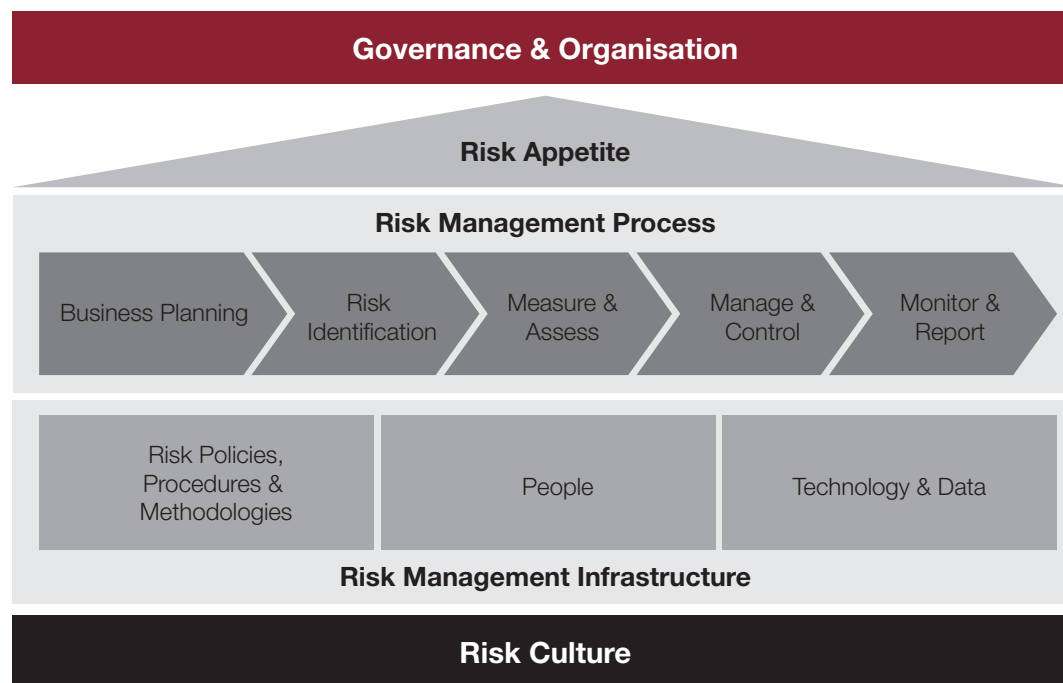 Governance & Organisation
Risk Appetite
Risk Management Process
Business Planning
Risk
Identification
Measure &
Assess
Manage &
Control
Monitor &
Report
Risk Policies,
Procedures &
Methodologies
People
Technology & Data
Risk Management Infrastructure
Risk Culture